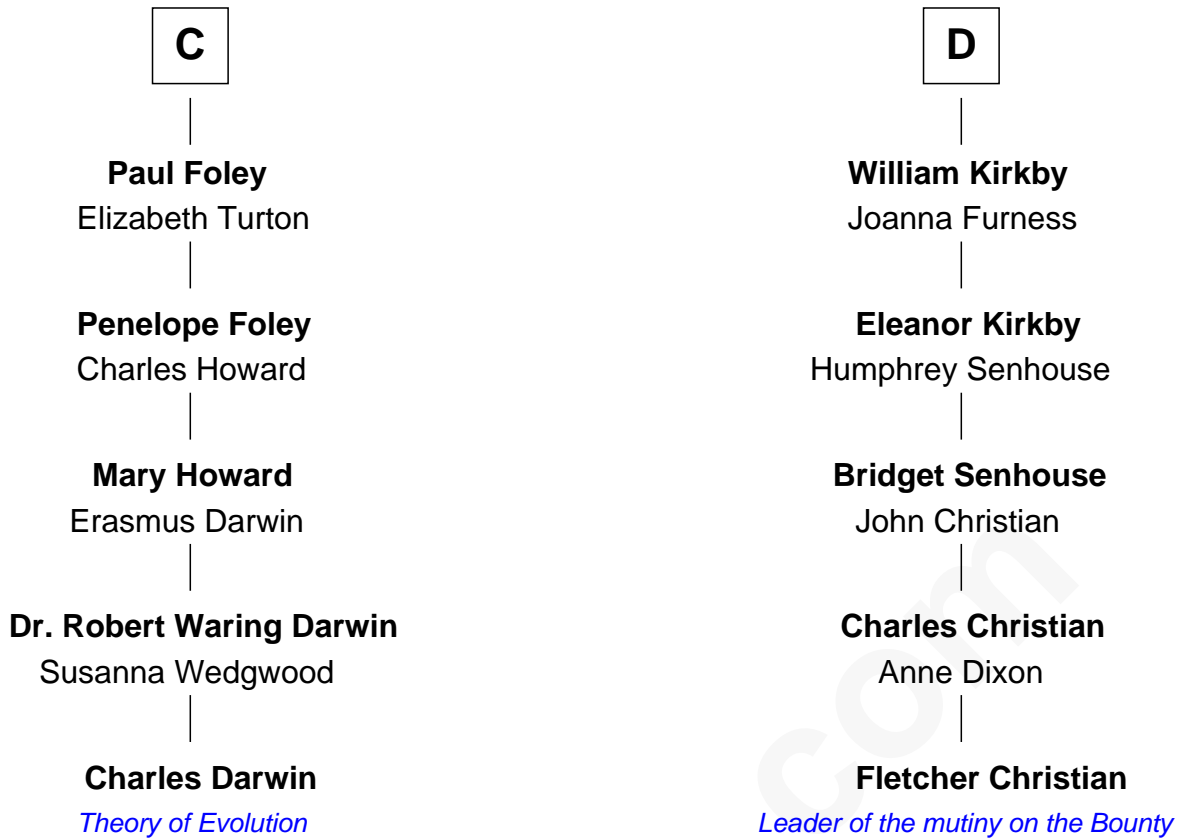 C
Paul Foley
Elizabeth Turton
Penelope Foley
Charles Howard
Mary Howard
Erasmus Darwin
Dr. Robert Waring Darwin
Susanna Wedgwood
Charles Darwin
Theory of Evolution
D
William Kirkby
Joanna Furness
Eleanor Kirkby
Humphrey Senhouse
Bridget Senhouse
John Christian
Charles Christian
Anne Dixon
Fletcher Christian
Leader of the mutiny on the Bounty
com